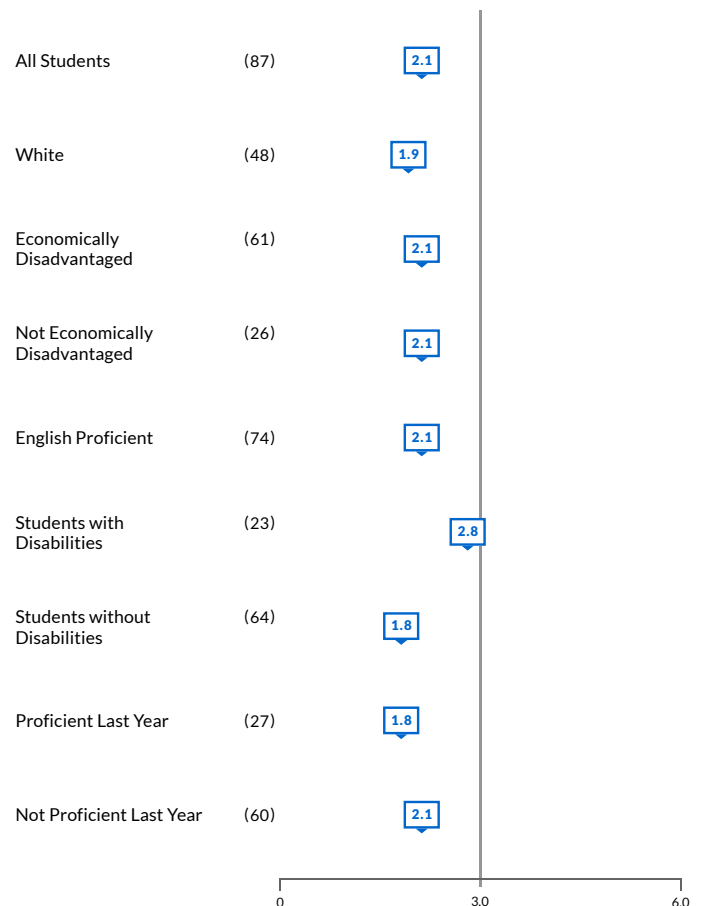 All Students (87) 2.1
White (48) 1.9
Economically (61)
Disadvantaged 2.1
Not Economically (26)
Disadvantaged 2.1
English Proficient (74) 2.1
Students with (23)
Disabilities 2.8
Students without (64)
Disabilities 1.8
Proficient Last Year (27) 1.8
Not Proficient Last Year (60) 2.1
0 3.0 6.0